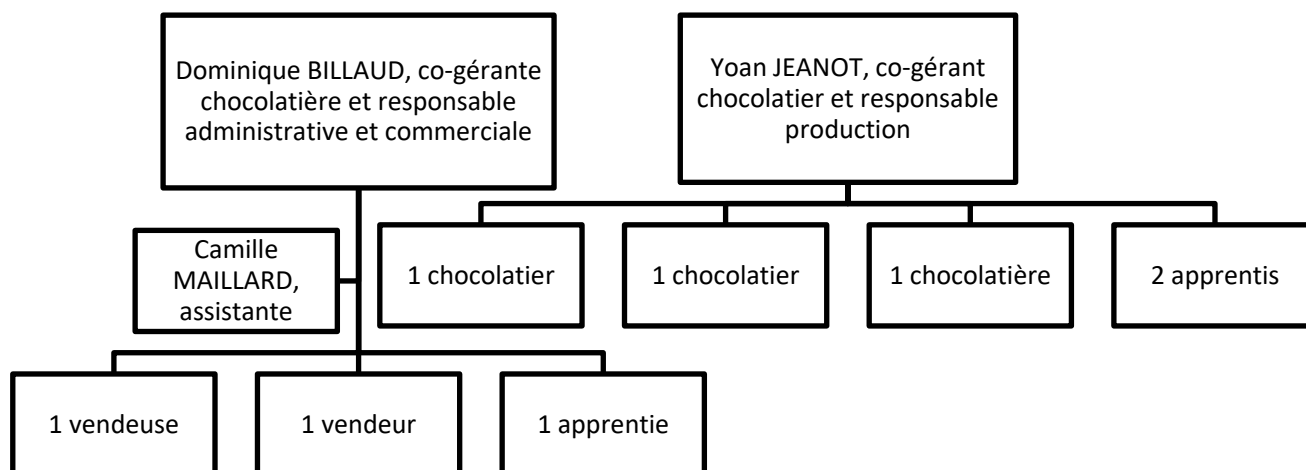 Dominique BILLAUD, co-gérante
chocolatière et responsable
administrative et commerciale
Yoan JEANOT, co-gérant
chocolatier et responsable
production
Camille
MAILLARD,
assistante
1 chocolatier
1 chocolatier
1 chocolatière
2 apprentis
1 vendeuse
1 vendeur
1 apprentie